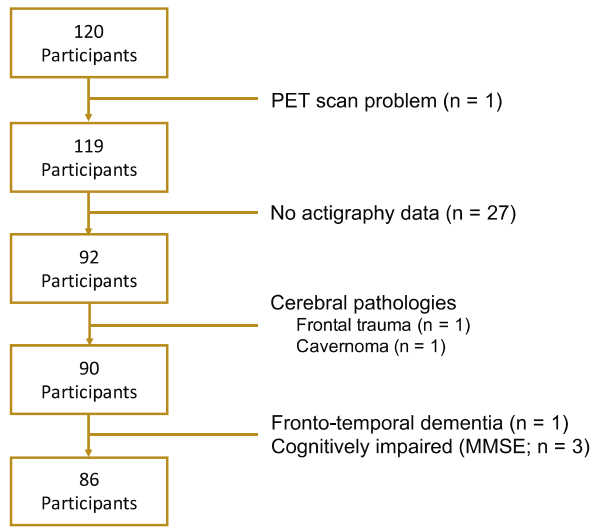 120
Participants
PET scan problem (n = 1)
119
Participants
No actigraphy data (n = 27)
92
Participants
Cerebral pathologies
Frontal trauma (n = 1)
Cavernoma (n = 1)
90
Participants
Fronto-temporal dementia (n = 1)
Cognitively impaired (MMSE; n = 3)
86
Participants